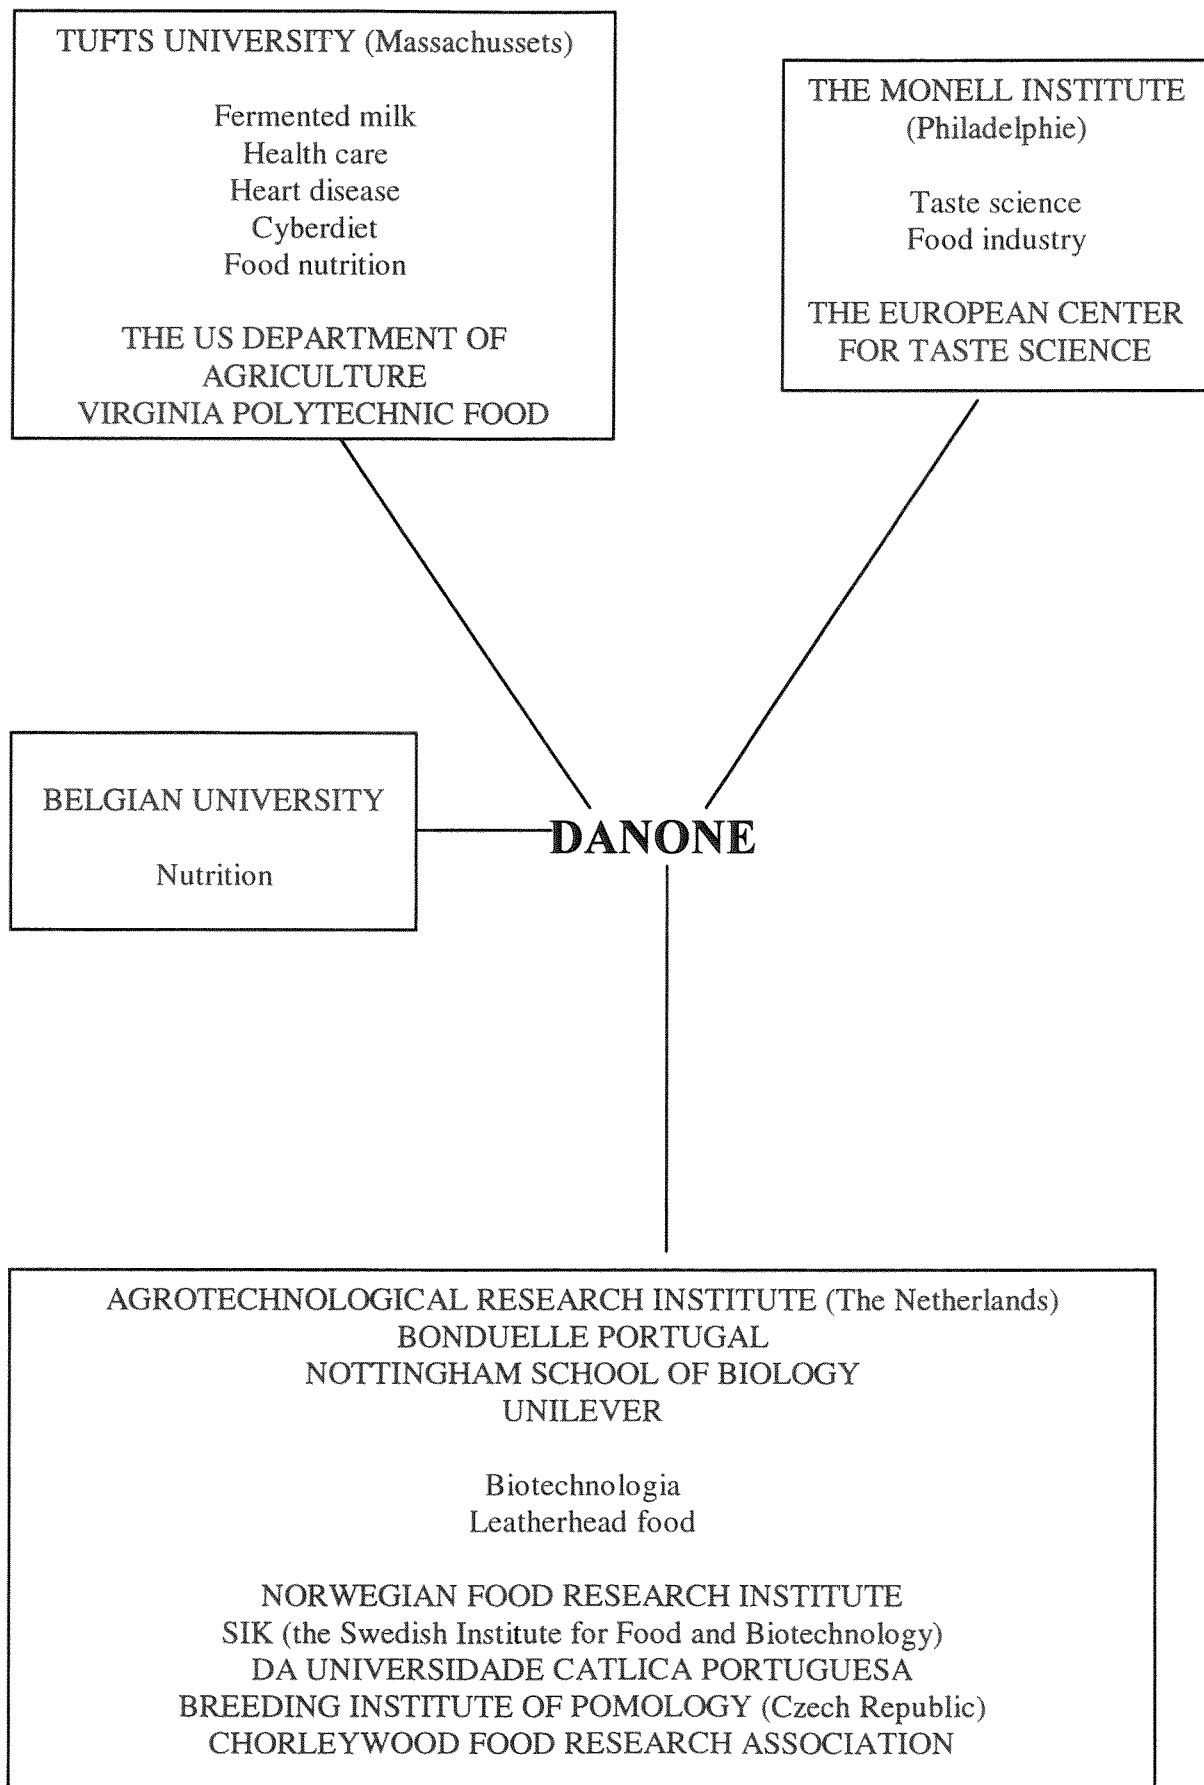 TUFTS UNIVERSITY (Massachussets)
Fermented milk
Health care
Heart disease
Cyberdiet
Food nutrition
THE US DEPARTMENT OF
AGRICULTURE
VIRGINIA POLYTECHNIC FOOD
THE MONELL INSTITUTE
(Philadelphie)
Taste science
Food industry
THE EUROPEAN CENTER
FOR TASTE SCIENCE
BELGIAN UNIVERSITY
Nutrition
DANONE
AGROTECHNOLOGICAL RESEARCH INSTITUTE (The Netherlands)
BONDUELLE PORTUGAL
NOTTINGHAM SCHOOL OF BIOLOGY
UNILEVER
Biotechnologia
Leatherhead food
NORWEGIAN FOOD RESEARCH INSTITUTE
SIK (the Swedish Institute for Food and Biotechnology)
DA UNIVERSIDADE CATLICA PORTUGUESA
BREEDING INSTITUTE OF POMOLOGY (Czech Republic)
CHORLEYWOOD FOOD RESEARCH ASSOCIATION